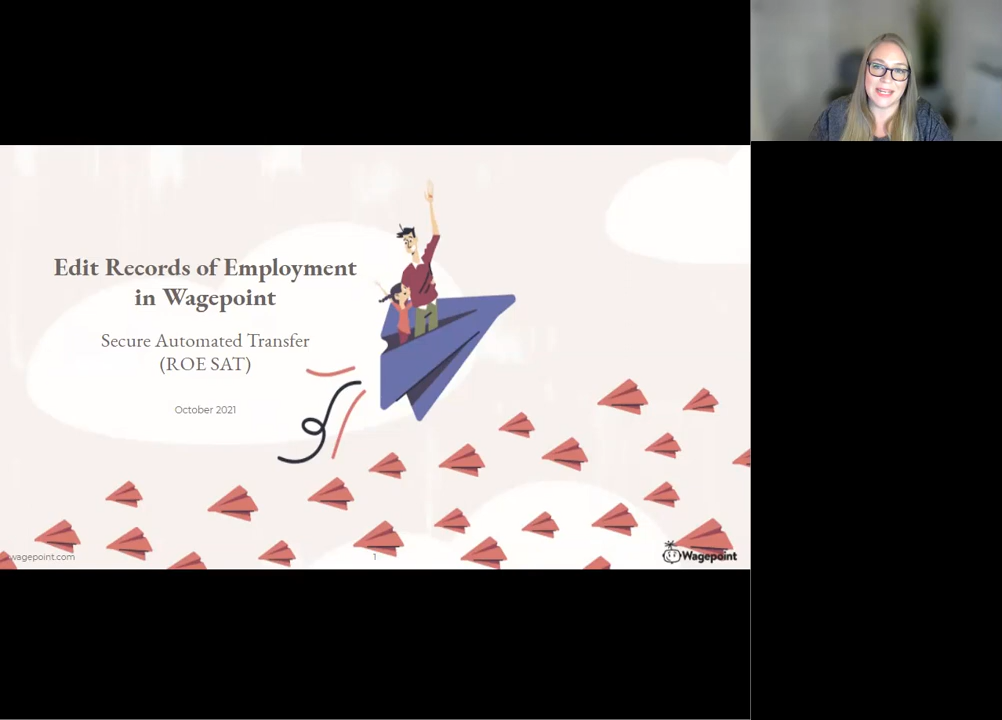 Edit Records of Employment
in Wagepoint
Secure Automated Transfer
(ROE SAT)
October 2021
wagepoint.com
1
Wagepoint